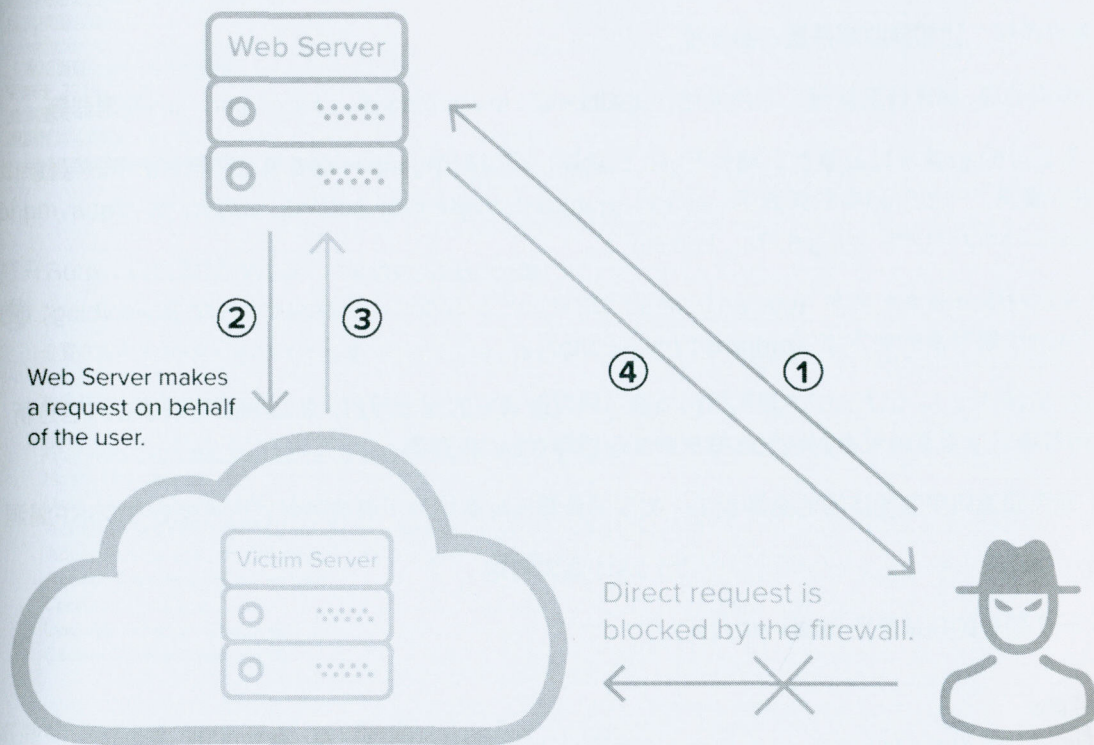 Web Server
2
3
Web Server makes
a request on behalf
of the user.
4
1
Victim Server
Direct request is
blocked by the firewall.